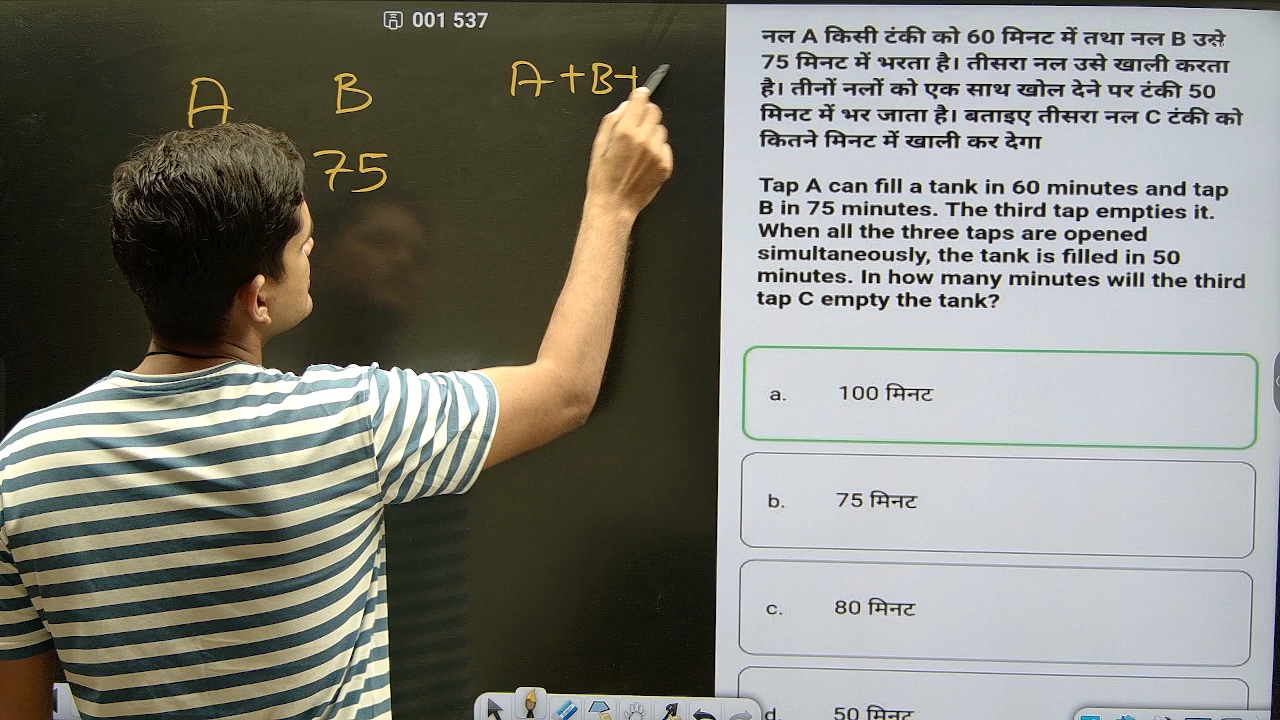 001 537
A B A+B+
75
नल A किसी टंकी को 60 मिनट में तथा नल B उसे
75 मिनट में भरता है। तीसरा नल उसे खाली करता
है। तीनों नलों को एक साथ खोल देने पर टंकी 50
मिनट में भर जाता है। बताइए तीसरा नल C टंकी को
कितने मिनट में खाली कर देगा
Tap A can fill a tank in 60 minutes and tap
B in 75 minutes. The third tap empties it.
When all the three taps are opened
simultaneously, the tank is filled in 50
minutes. In how many minutes will the third
tap C empty the tank?
a. 100 मिनट
b. 75 मिनट
c. 80 मिनट
d. 50 मिनट